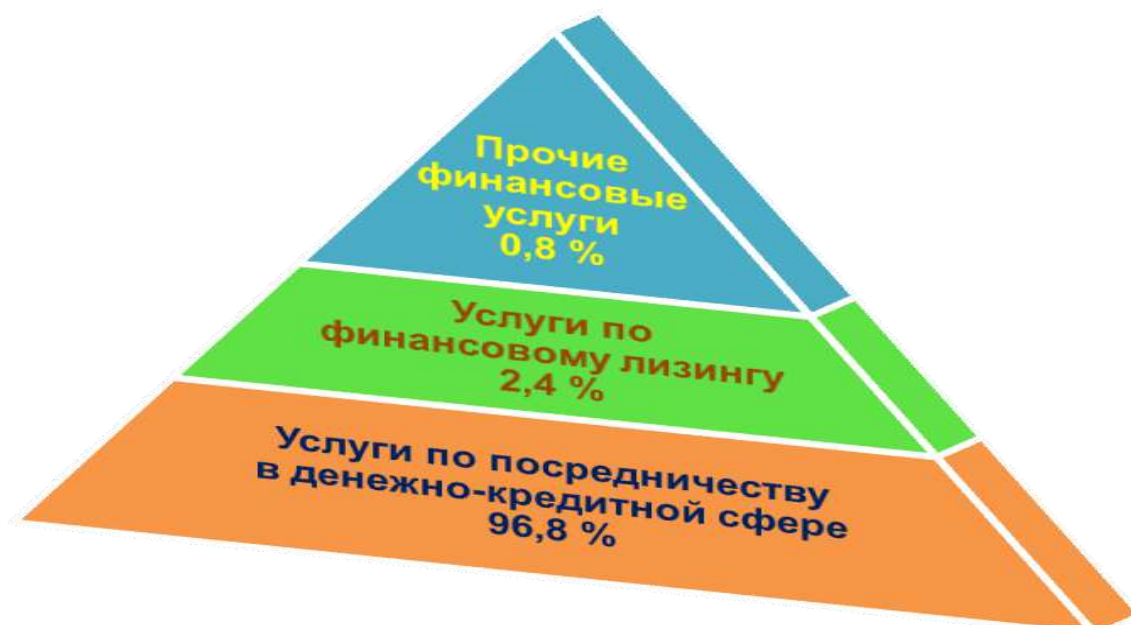 Прочие
финансовые
услуги
0,8 %
Услуги по
финансовому лизингу
2,4 %
Услуги по посредничеству
в денежно-кредитной сфере
96,8 %